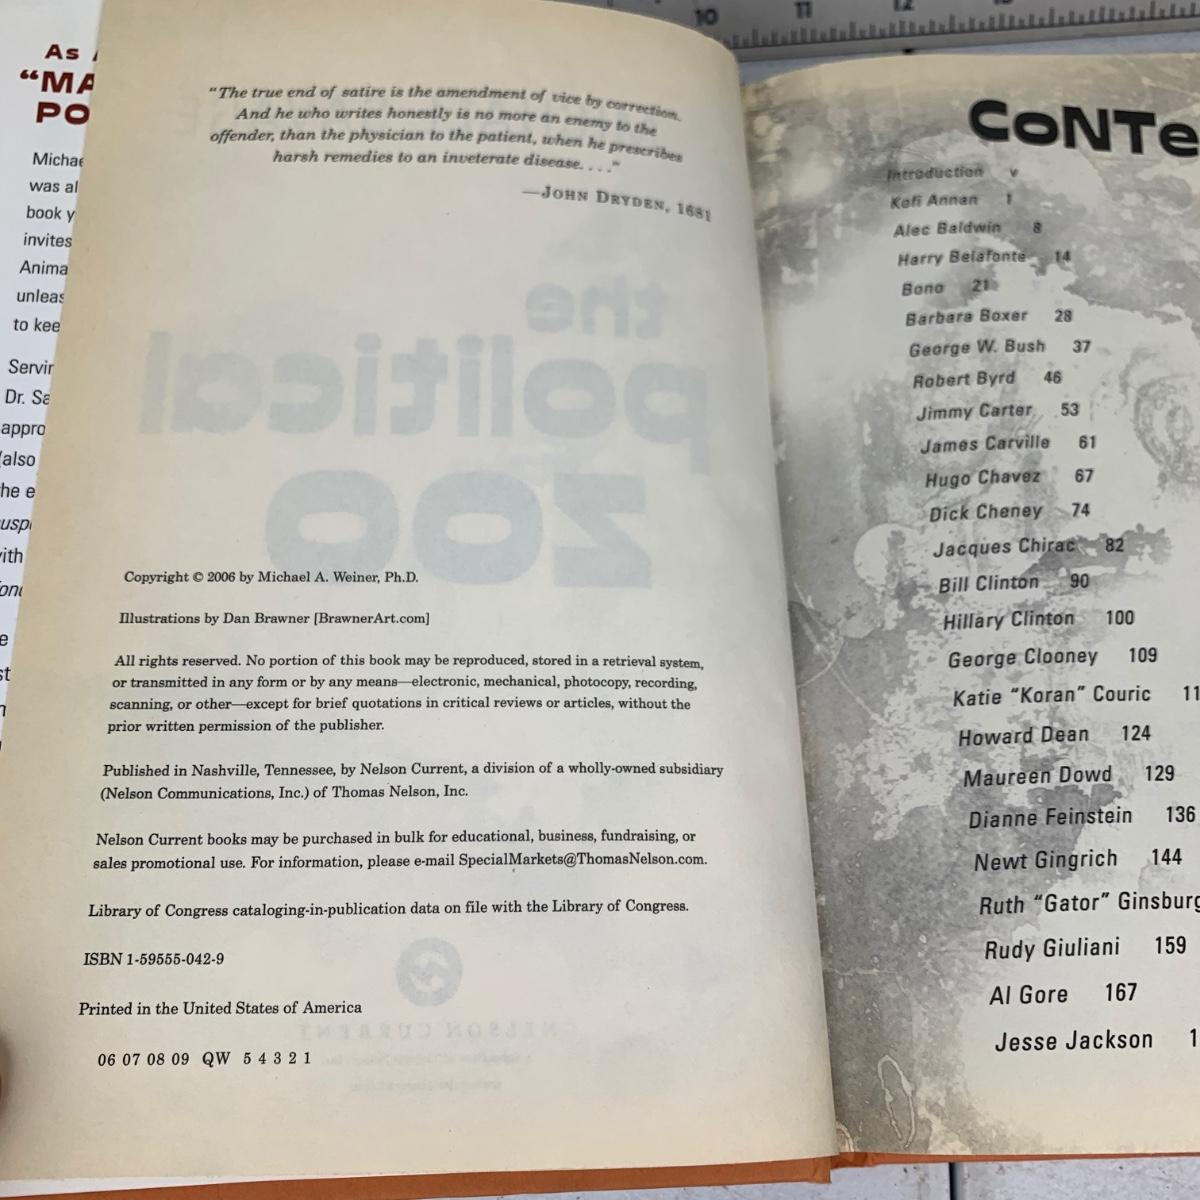 As
“MA
PO
Michae
was al
book y
invites
Anima
unleas
to kee
Servin
Dr. Sa
appro
(also
he e
usp
vith
ond
e
st
"The true end of satire is the amendment of vice by correction.
And he who writes honestly is no more an enemy to the
offender, than the physician to the patient, when he prescribes
harsh remedies to an inveterate disease. . . ."
—JOHN DRYDEN, 1681
the
political
zoo
Copyright © 2006 by Michael A. Weiner, Ph.D.
Illustrations by Dan Brawner [BrawnerArt.com]
All rights reserved. No portion of this book may be reproduced, stored in a retrieval system,
or transmitted in any form or by any means—electronic, mechanical, photocopy, recording,
scanning, or other—except for brief quotations in critical reviews or articles, without the
prior written permission of the publisher.
Published in Nashville, Tennessee, by Nelson Current, a division of a wholly-owned subsidiary
(Nelson Communications, Inc.) of Thomas Nelson, Inc.
Nelson Current books may be purchased in bulk for educational, business, fundraising, or
sales promotional use. For information, please e-mail SpecialMarkets@ThomasNelson.com.
Library of Congress cataloging-in-publication data on file with the Library of Congress.
ISBN 1-59555-042-9
NELSON CURRENT
Printed in the United States of America
06 07 08 09 QW 5 4 3 2 1
10 11 12
CoNTe
Introduction v
Kofi Annan 1
Alec Baldwin 8
Harry Belafonte 14
Bono 21
Barbara Boxer 28
George W. Bush 37
Robert Byrd 46
Jimmy Carter 53
James Carville 61
Hugo Chavez 67
Dick Cheney 74
Jacques Chirac 82
Bill Clinton 90
Hillary Clinton 100
George Clooney 109
Katie “Koran” Couric 11
Howard Dean 124
Maureen Dowd 129
Dianne Feinstein 136
Newt Gingrich 144
Ruth “Gator” Ginsburg
Rudy Giuliani 159
Al Gore 167
Jesse Jackson 1